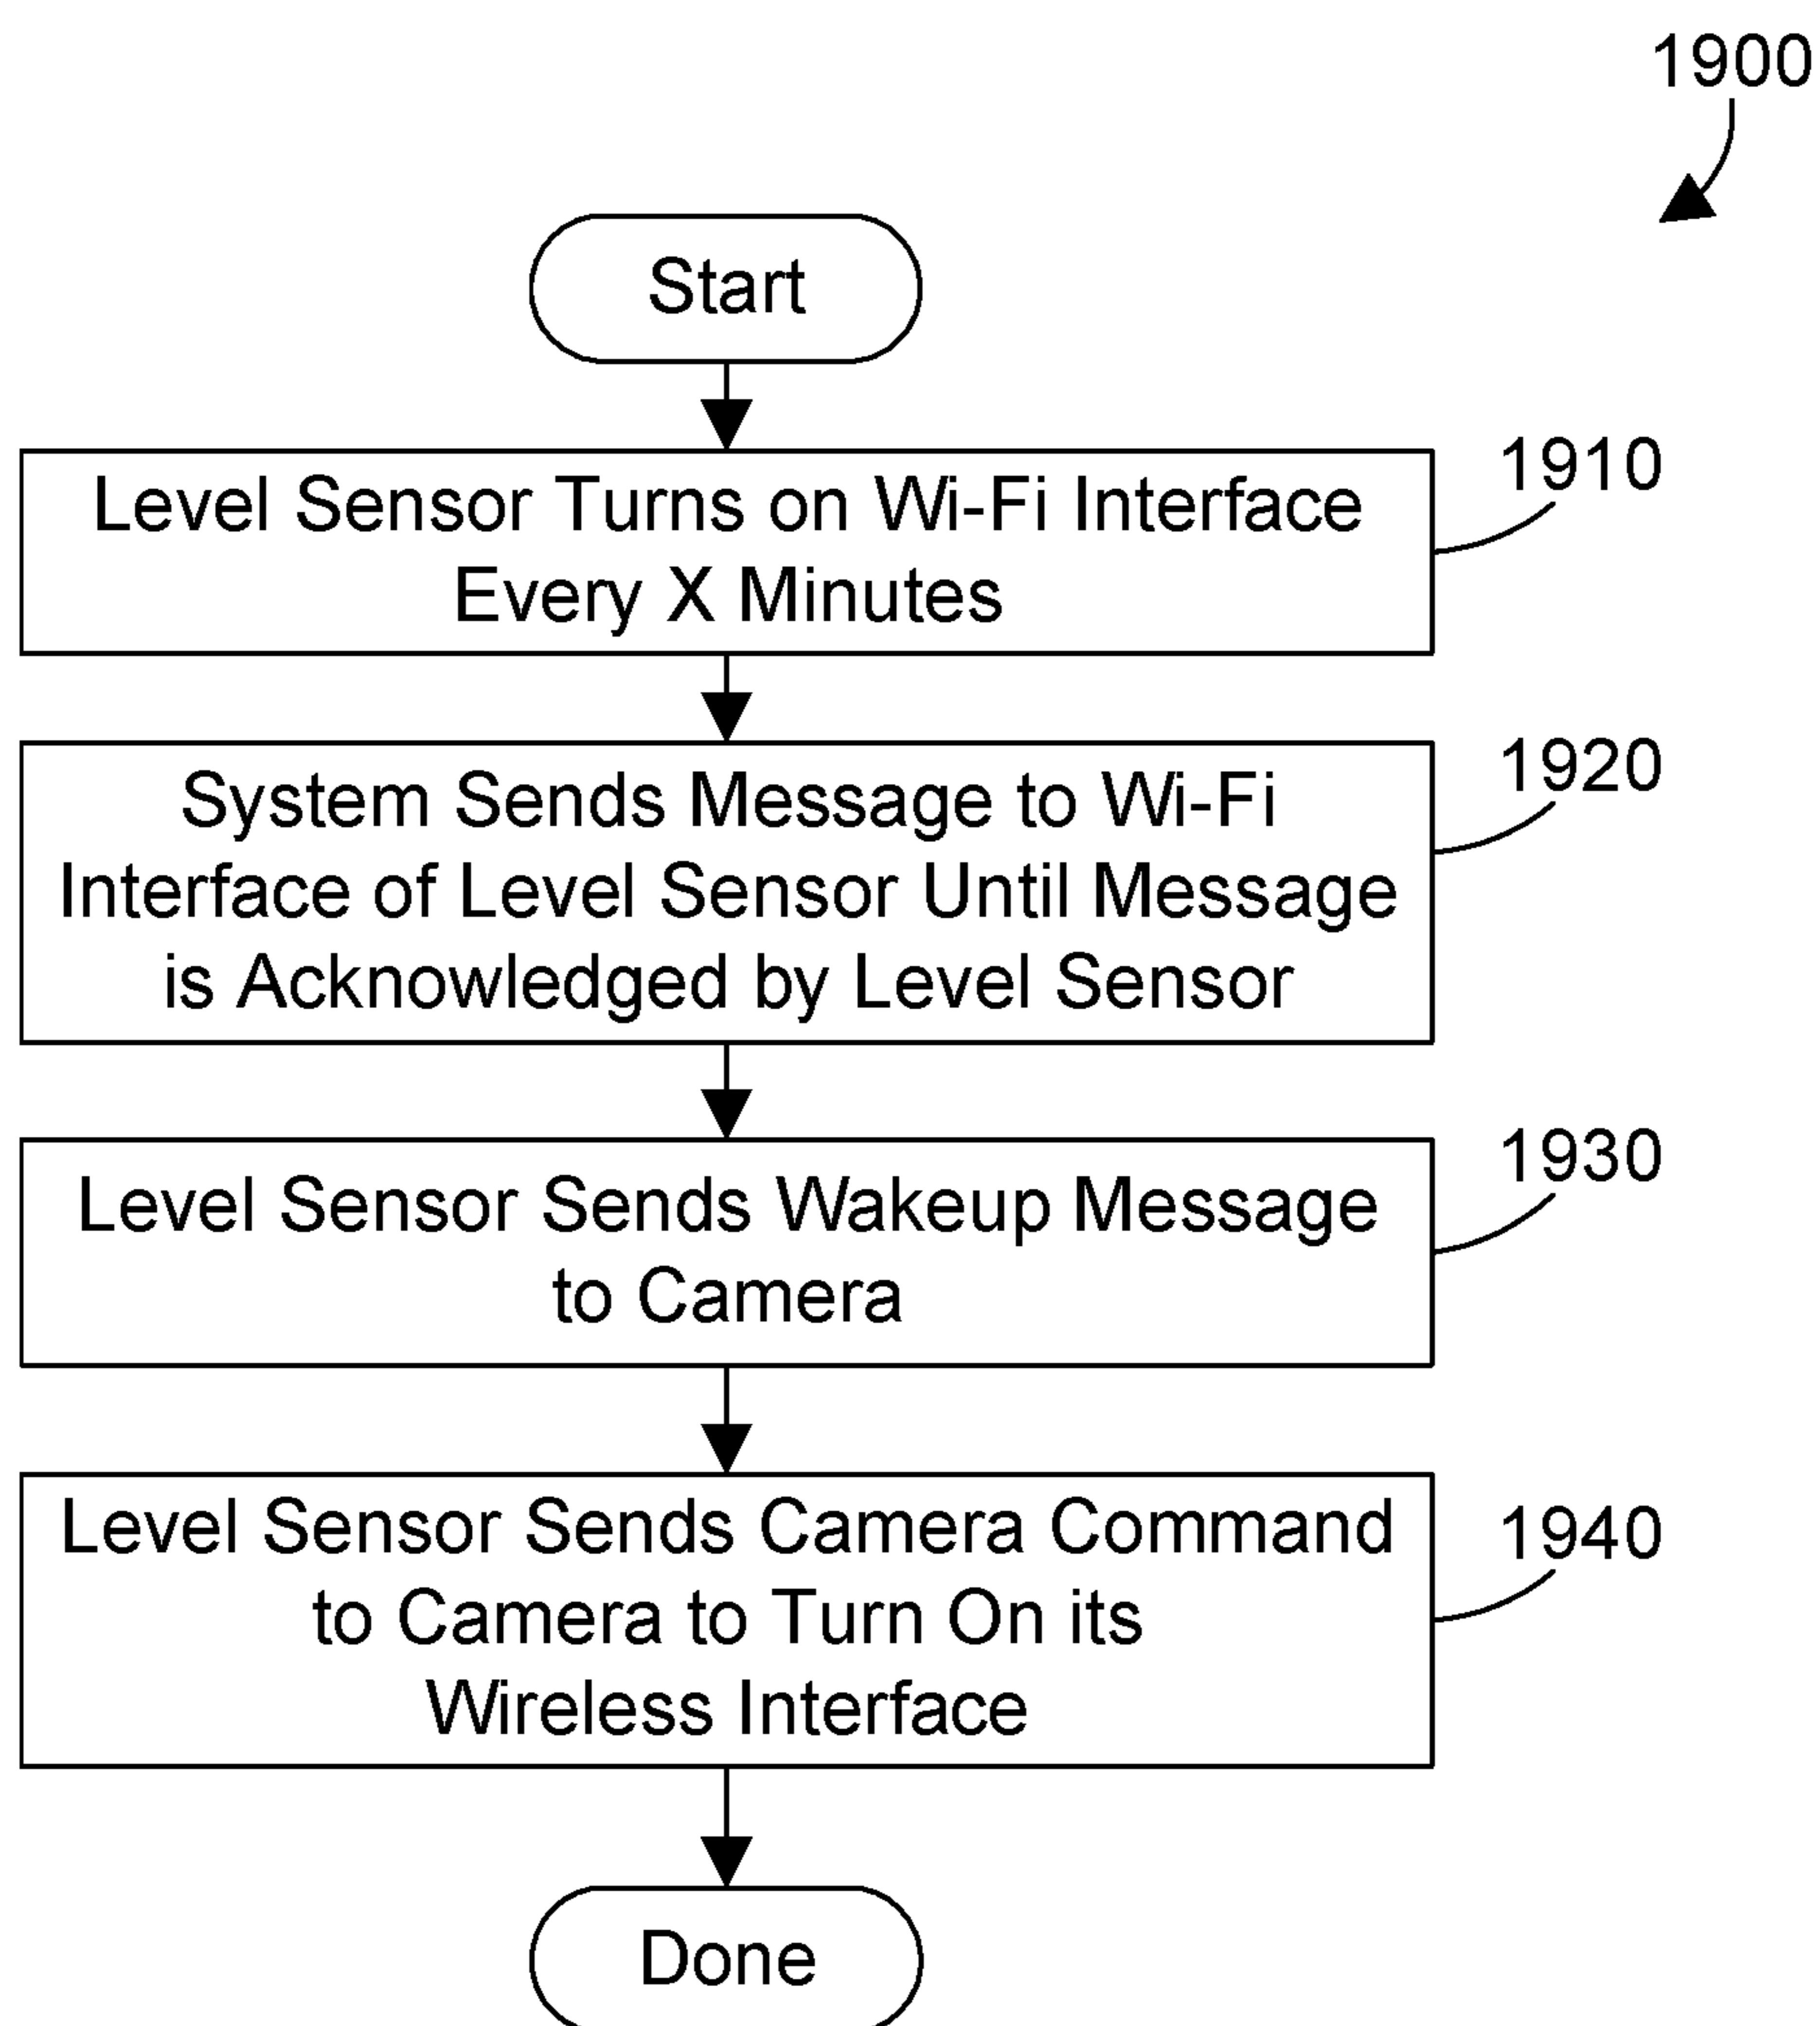 1900
Start
Level Sensor Turns on Wi-Fi Interface
Every X Minutes
1910
System Sends Message to Wi-Fi
Interface of Level Sensor Until Message
is Acknowledged by Level Sensor
1920
Level Sensor Sends Wakeup Message
to Camera
1930
Level Sensor Sends Camera Command
to Camera to Turn On its
Wireless Interface
1940
Done